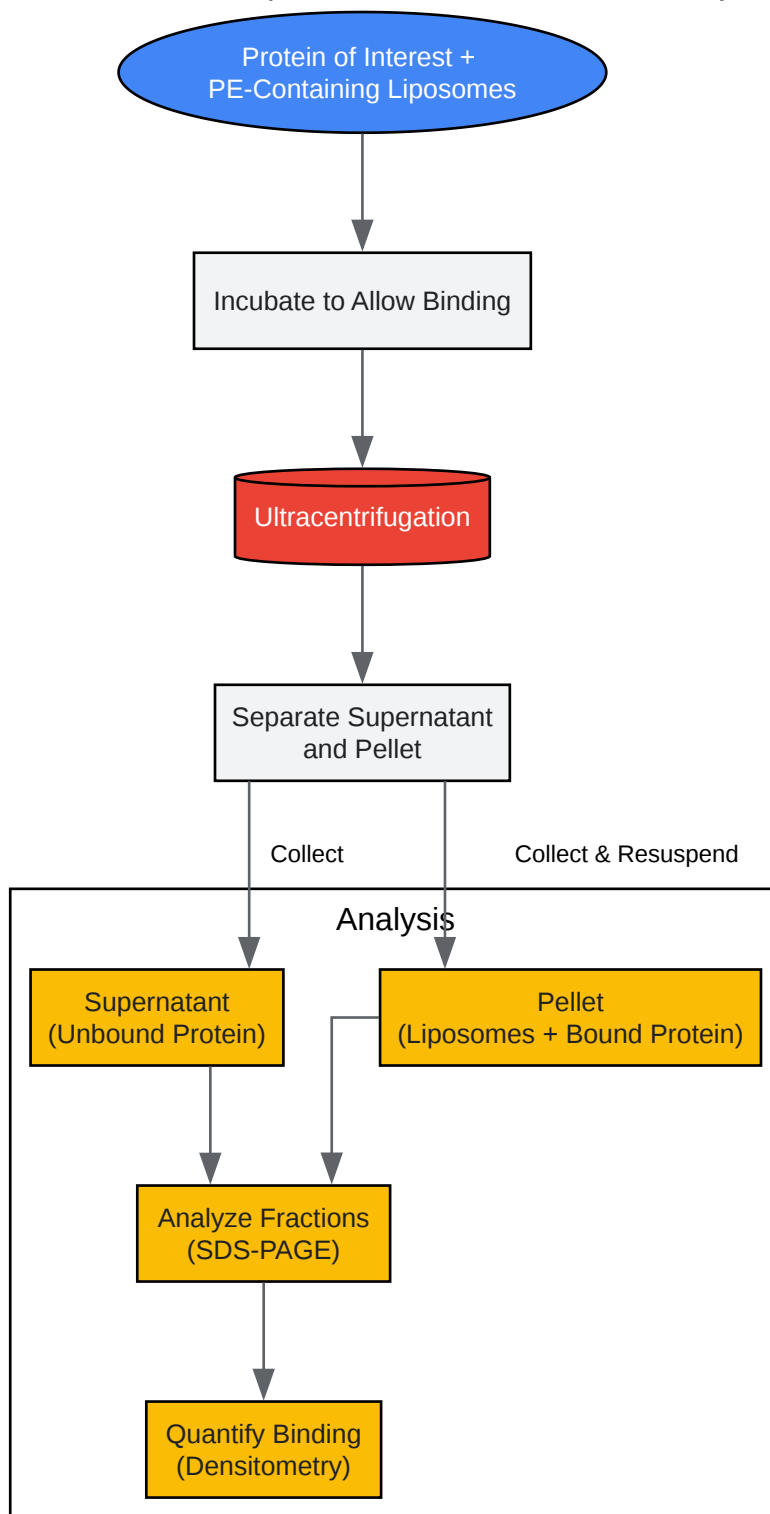 Protein of Interest +
PE-Containing Liposomes
Incubate to Allow Binding
Ultracentrifugation
Separate Supernatant
and Pellet
Collect
Collect & Resuspend
Analysis
Supernatant
(Unbound Protein)
Pellet
(Liposomes + Bound Protein)
Analyze Fractions
(SDS-PAGE)
Quantify Binding
(Densitometry)